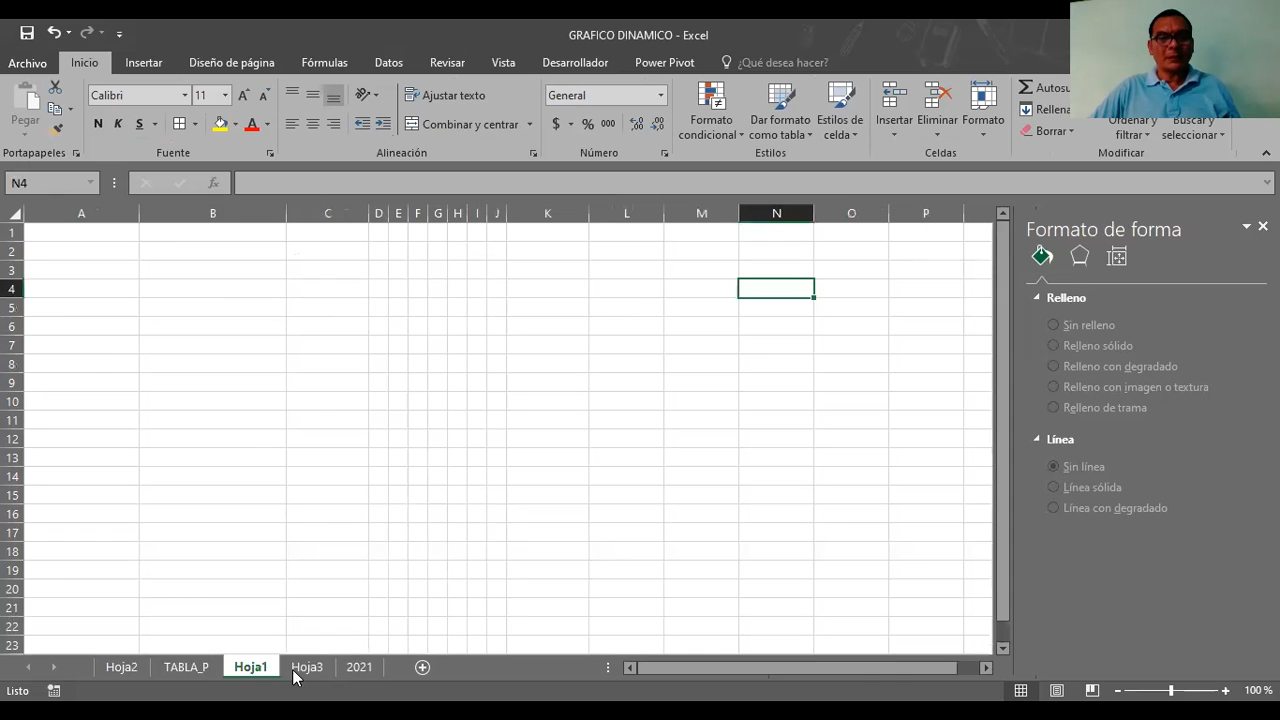 GRAFICO DINAMICO - Excel
Archivo Inicio Insertar Diseño de página Fórmulas Datos Revisar Vista Desarrollador Power Pivot ¿Qué desea hacer?
Pegar
Portapapeles
Calibri 11
N K S
Fuente
Ajustar texto
Combinar y centrar
Alineación
General
$ % 000
Número
Formato condicional
Dar formato como tabla
Estilos de celda
Estilos
Insertar Eliminar Formato
Celdas
Autosu
Rellena
Borrar
Ordenar y filtrar
Buscar y seleccionar
Modificar
N4
fx
A B C D E F G H I J K L M N O P
1
2
3
4
5
6
7
8
9
10
11
12
13
14
15
16
17
18
19
20
21
22
23
Formato de forma
Relleno
Sin relleno
Relleno sólido
Relleno con degradado
Relleno con imagen o textura
Relleno de trama
Línea
Sin línea
Línea sólida
Línea con degradado
Hoja2 TABLA_P Hoja1 Hoja3 2021
Listo
100 %